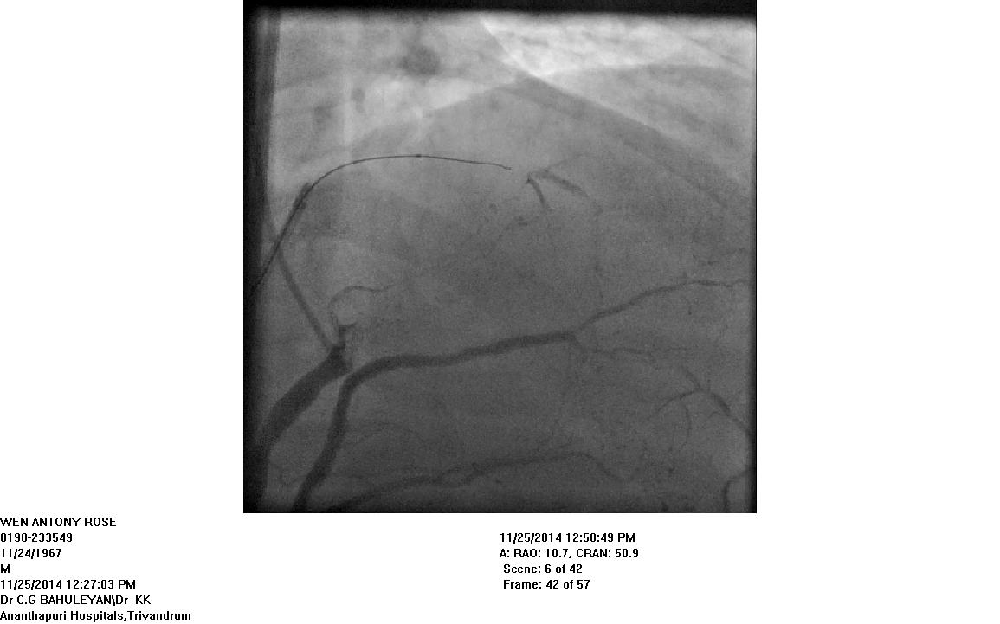 WEN ANTONY ROSE
8198-233549
11/24/1967
M
11/25/2014 12:27:03 PM
Dr C.G BAHULEYAN\Dr KK
Ananthapuri Hospitals,Trivandrum
11/25/2014 12:58:49 PM
A: RAO: 10.7, CRAN: 50.9
Scene: 6 of 42
Frame: 42 of 57